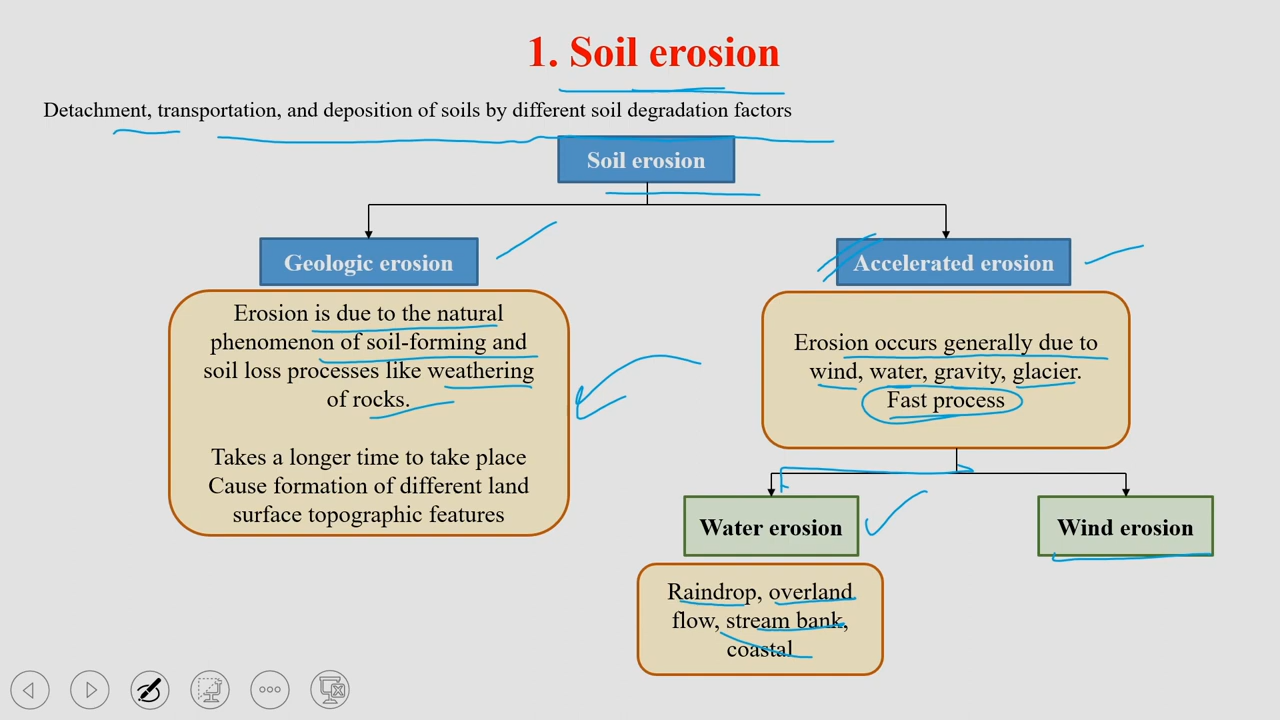 1. Soil erosion
Detachment, transportation, and deposition of soils by different soil degradation factors
Soil erosion
Geologic erosion
Accelerated erosion
Erosion is due to the natural
phenomenon of soil-forming and
soil loss processes like weathering
of rocks.
Takes a longer time to take place
Cause formation of different land
surface topographic features
Erosion occurs generally due to
wind, water, gravity, glacier.
Fast process
Water erosion
Wind erosion
Raindrop, overland
flow, stream bank,
coastal